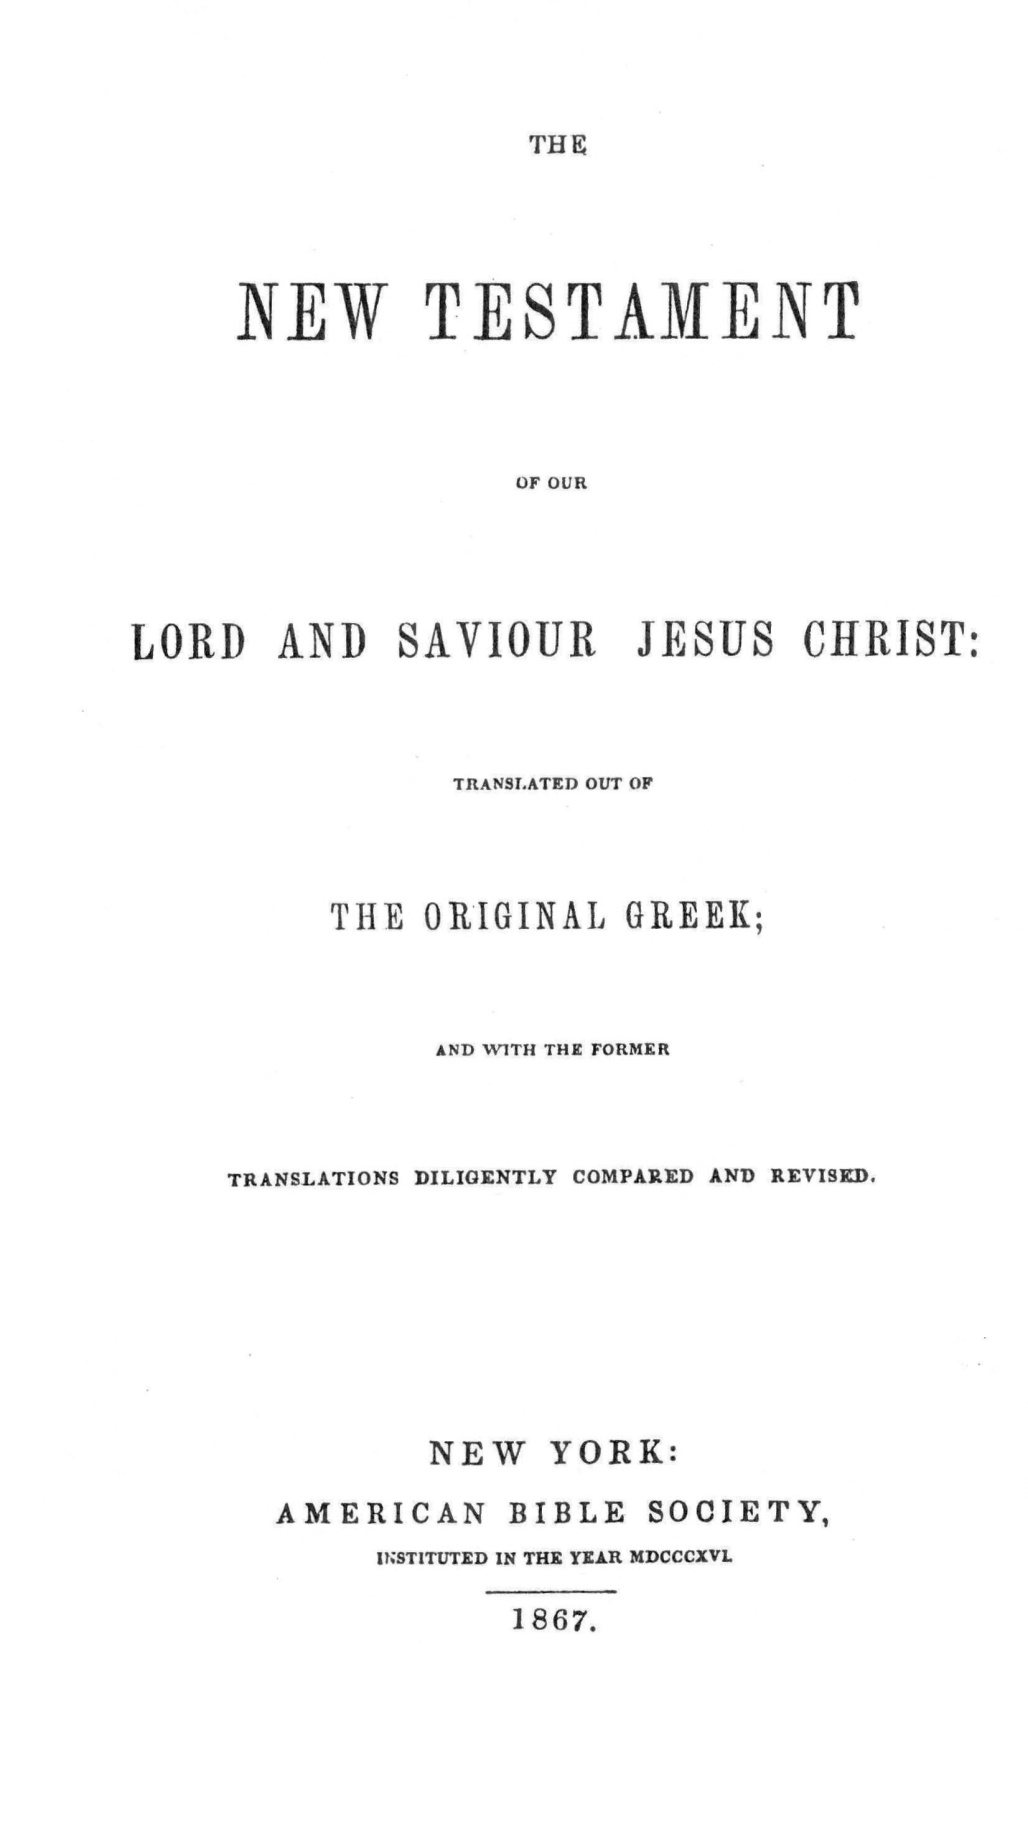 THE
NEW TESTAMENT
OF OUR
LORD AND SAVIOUR JESUS CHRIST:
TRANSLATED OUT OF
THE ORIGINAL GREEK;
AND WITH THE FORMER
TRANSLATIONS DILIGENTLY COMPARED AND REVISED.
NEW YORK:
AMERICAN BIBLE SOCIETY,
INSTITUTED IN THE YEAR MDCCCXVI.
1867.